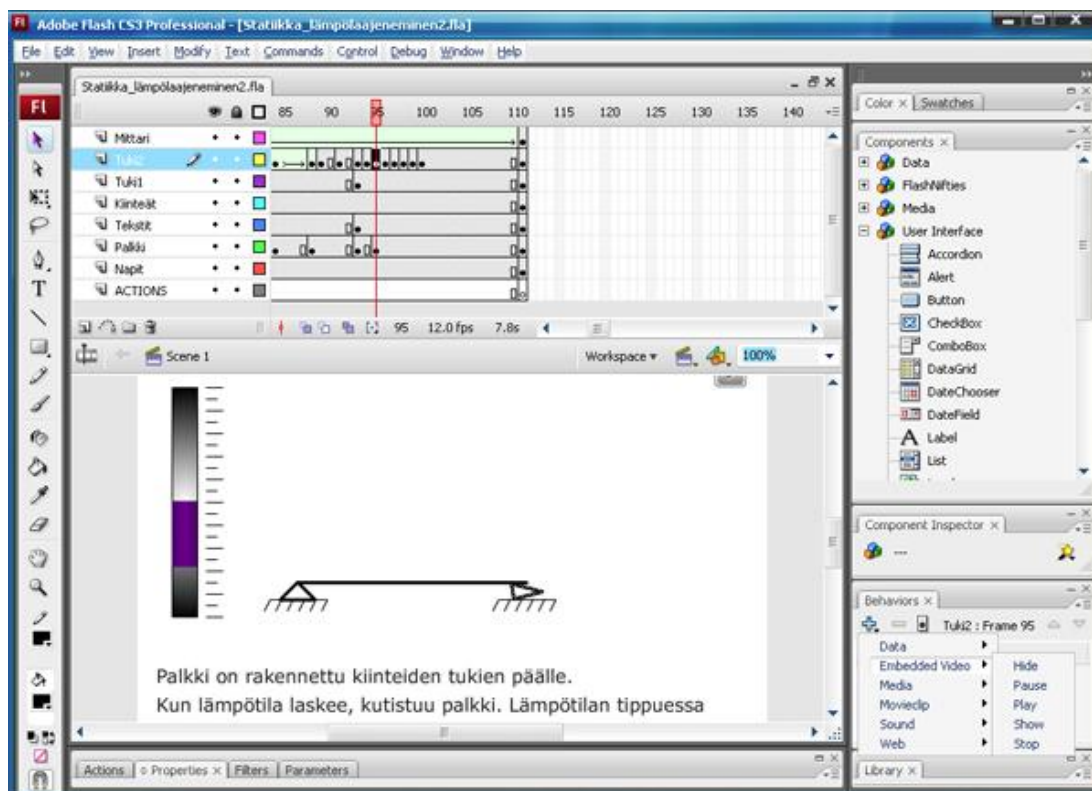 Adobe Flash CS3 Professional - [Statiikka_lämpölaajeneminen2.fla]
File Edit View Insert Modify Text Commands Control Debug Window Help
Fl
Statiikka_lämpölaajeneminen2.fla
85 90 95 100 105 110 115 120 125 130 135 140
Mittari
Tuki2
Tuki1
Kiinteät
Tekstit
Palkki
Napit
ACTIONS
95 12.0 fps 7.8s
Scene 1
Workspace
100%
Palkki on rakennettu kiinteiden tukien päälle.
Kun lämpötila laskee, kutistuu palkki. Lämpötilan tippuessa
Actions Properties Filters Parameters
Color Swatches
Components
Data
FlashNifties
Media
User Interface
Accordion
Alert
Button
CheckBox
ComboBox
DataGrid
DateChooser
DateField
Label
List
Component Inspector
---
Behaviors
Tuki2 : Frame 95
Data
Embedded Video
Media
Movieclip
Sound
Web
Hide
Pause
Play
Show
Stop
Library